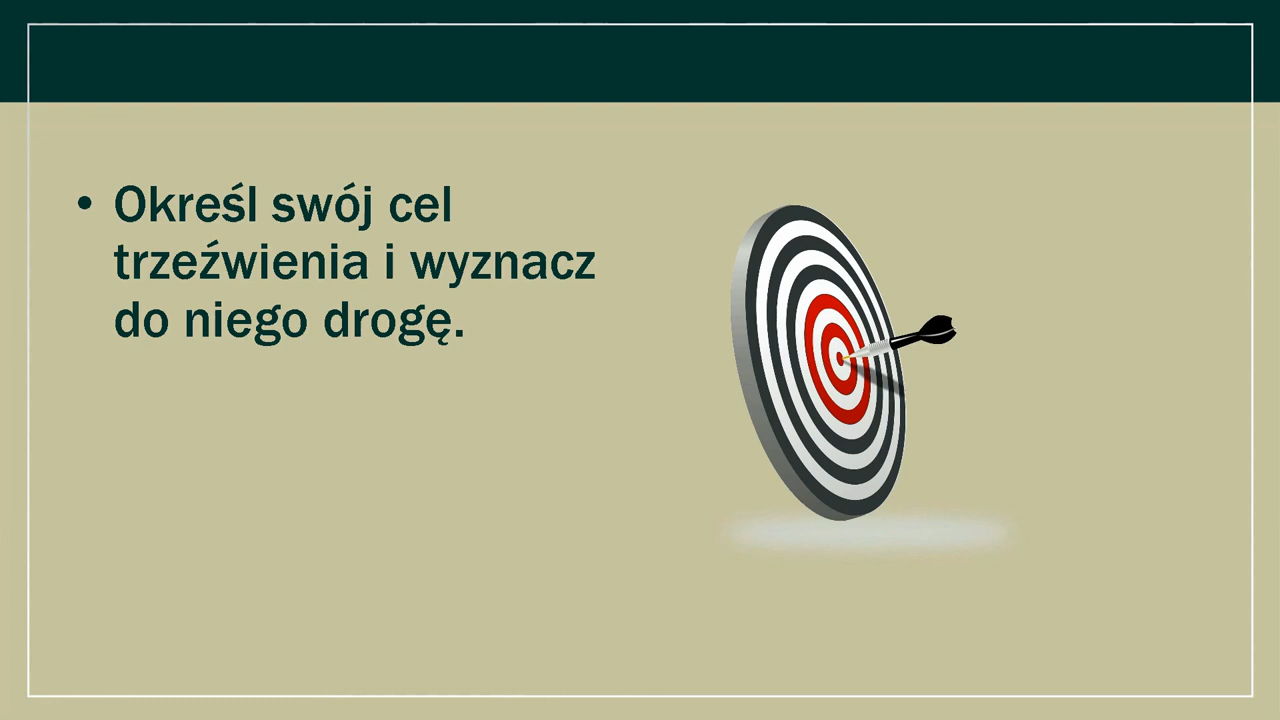 • Określ swój cel
trzeźwienia i wyznacz
do niego drogę.